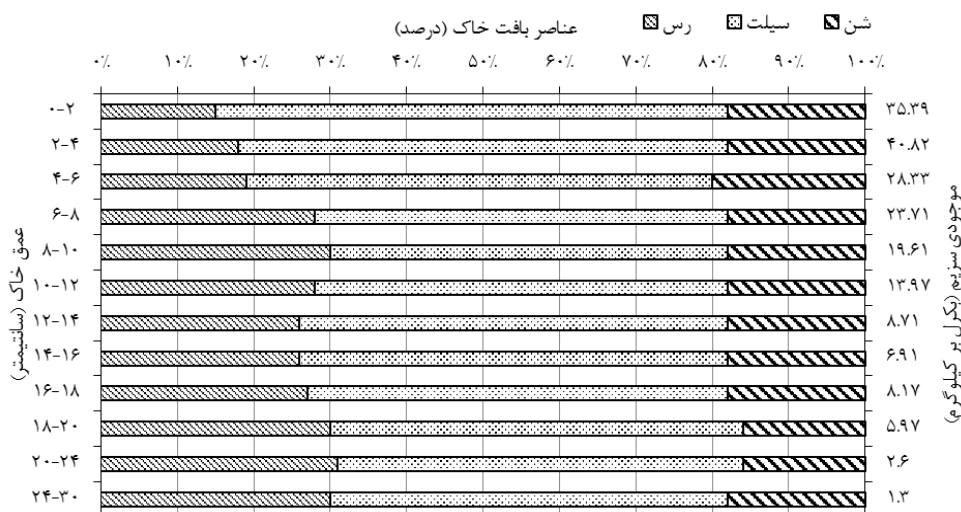 شن سیلت رس
عناصر بافت خاک (درصد)
۰٪ ۱۰٪ ۲۰٪ ۳۰٪ ۴۰٪ ۵۰٪ ۶۰٪ ۷۰٪ ۸۰٪ ۹۰٪ ۱۰۰٪
عمق خاک (سانتیمتر)
۰-۲ ۳۵.۳۹
۲-۴ ۴۰.۸۲
۴-۶ ۲۸.۳۳
۶-۸ ۲۳.۷۱
۸-۱۰ ۱۹.۶۱
۱۰-۱۲ ۱۳.۹۷
۱۲-۱۴ ۸.۷۱
۱۴-۱۶ ۶.۹۱
۱۶-۱۸ ۸.۱۷
۱۸-۲۰ ۵.۹۷
۲۰-۲۴ ۲.۶
۲۴-۳۰ ۱.۳
موجودی سزیم (بکرل بر کیلوگرم)